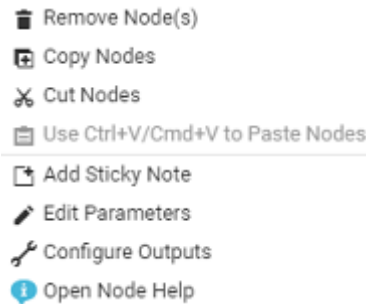 Remove Node(s)
Copy Nodes
Cut Nodes
Use Ctrl+V/Cmd+V to Paste Nodes
Add Sticky Note
Edit Parameters
Configure Outputs
Open Node Help